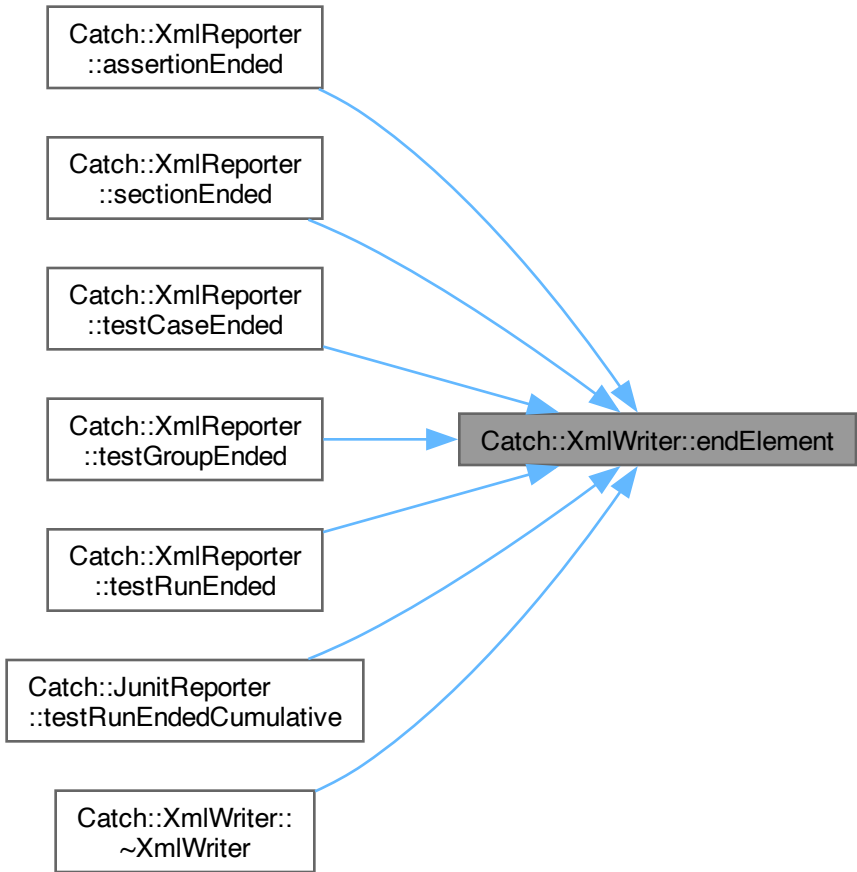 Catch::XmlReporter
::assertionEnded
Catch::XmlReporter
::sectionEnded
Catch::XmlReporter
::testCaseEnded
Catch::XmlReporter
::testGroupEnded
Catch::XmlWriter::endElement
Catch::XmlReporter
::testRunEnded
Catch::JunitReporter
::testRunEndedCumulative
Catch::XmlWriter::
~XmlWriter